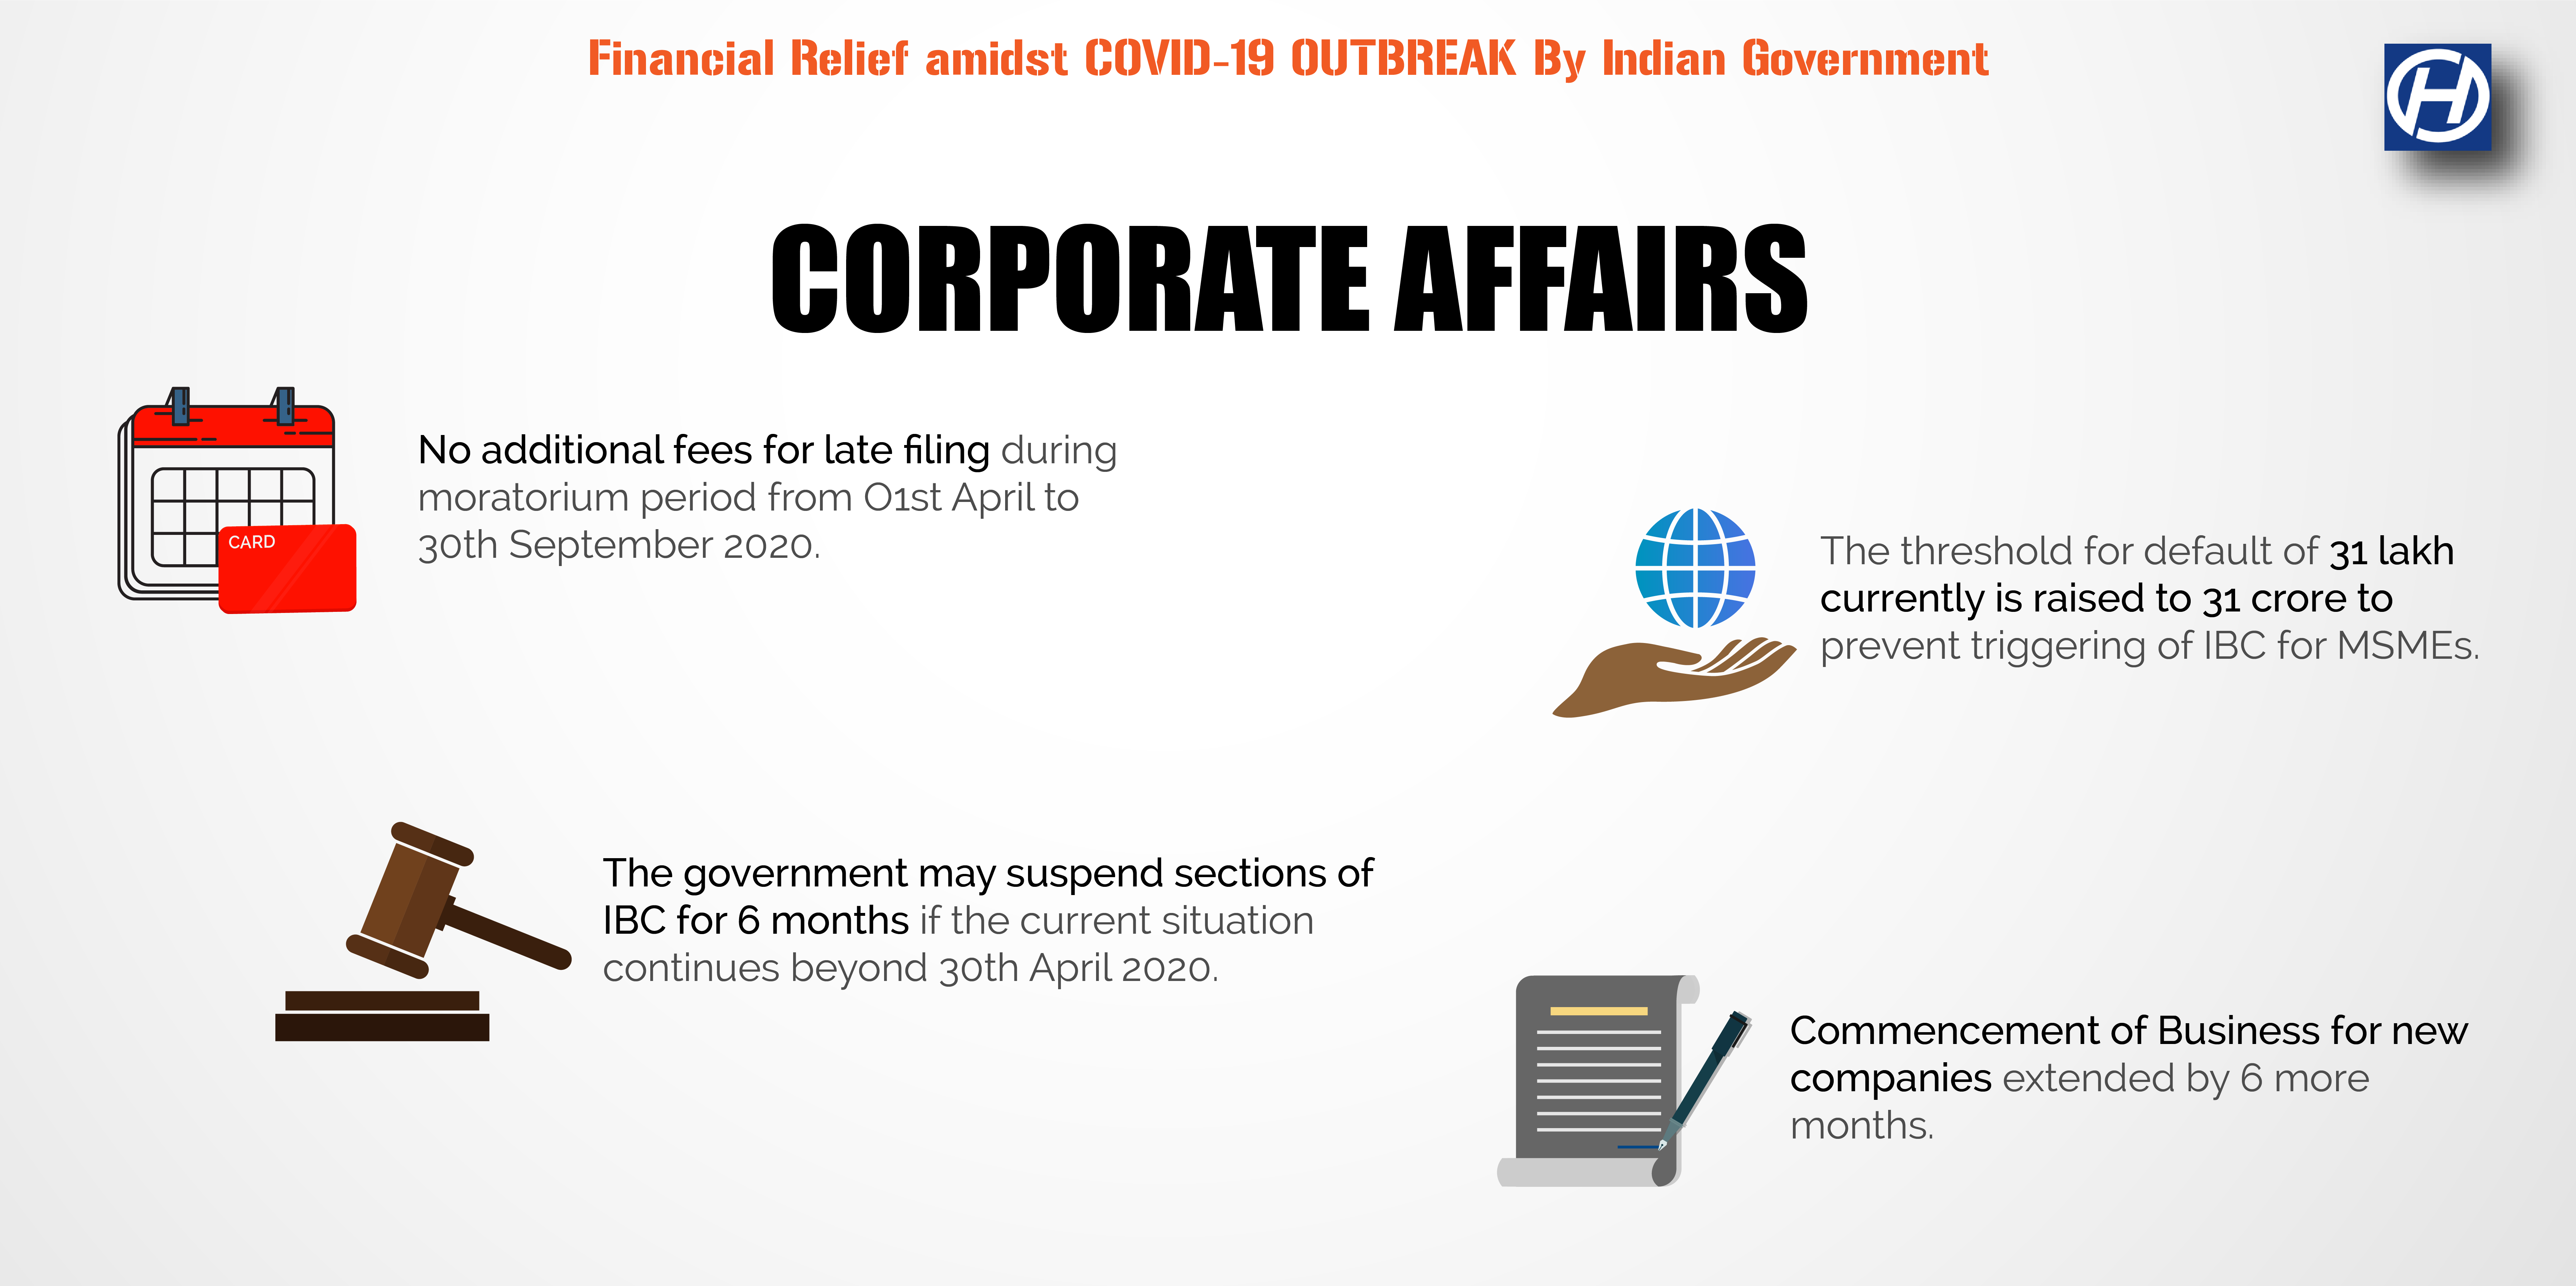 Financial Relief amidst COVID-19 OUTBREAK By Indian Government
H
CORPORATE AFFAIRS
CARD
No additional fees for late filing during
moratorium period from O1st April to
30th September 2020.
The threshold for default of 31 lakh
currently is raised to 31 crore to
prevent triggering of IBC for MSMEs.
The government may suspend sections of
IBC for 6 months if the current situation
continues beyond 30th April 2020.
Commencement of Business for new
companies extended by 6 more
months.